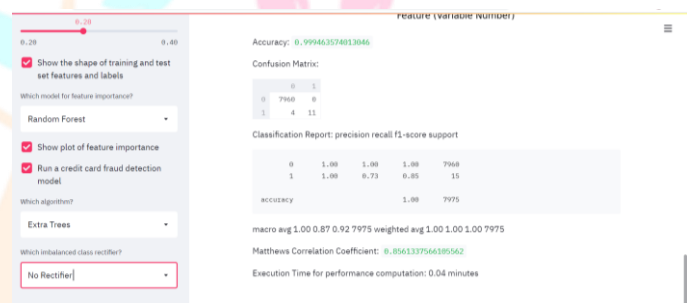 0.20
0.20 0.40
Show the shape of training and test
set features and labels
Which model for feature importance?
Random Forest
Show plot of feature importance
Run a credit card fraud detection
model
Which algorithm?
Extra Trees
Which imbalanced class rectifier?
No Rectifier
Feature (Variable Number)
Accuracy: 0.999463574013046
Confusion Matrix:
0 1
0 7960 0
1 4 11
Classification Report: precision recall f1-score support
0 1.00 1.00 1.00 7960
1 1.00 0.73 0.85 15
accuracy 1.00 7975
macro avg 1.00 0.87 0.92 7975 weighted avg 1.00 1.00 1.00 7975
Matthews Correlation Coefficient: 0.8561337566105562
Execution Time for performance computation: 0.04 minutes